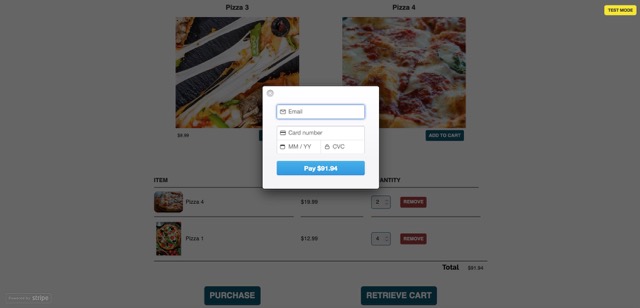 Pizza 3
Pizza 4
TEST MODE
$9.99
ADD TO CART
Email
Card number
MM / YY
CVC
Pay $91.94
ITEM
Pizza 4
$19.99
2
REMOVE
Pizza 1
$12.99
4
REMOVE
Total $91.94
PURCHASE
RETRIEVE CART
Powered by stripe